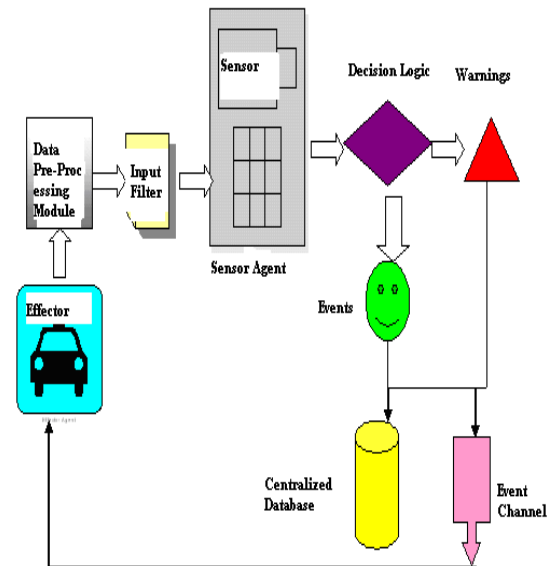 Sensor
Decision Logic
Warnings
Data
Pre-Proc
essing
Module
Input
Filter
Sensor Agent
Effector
Events
Centralized
Database
Event
Channel